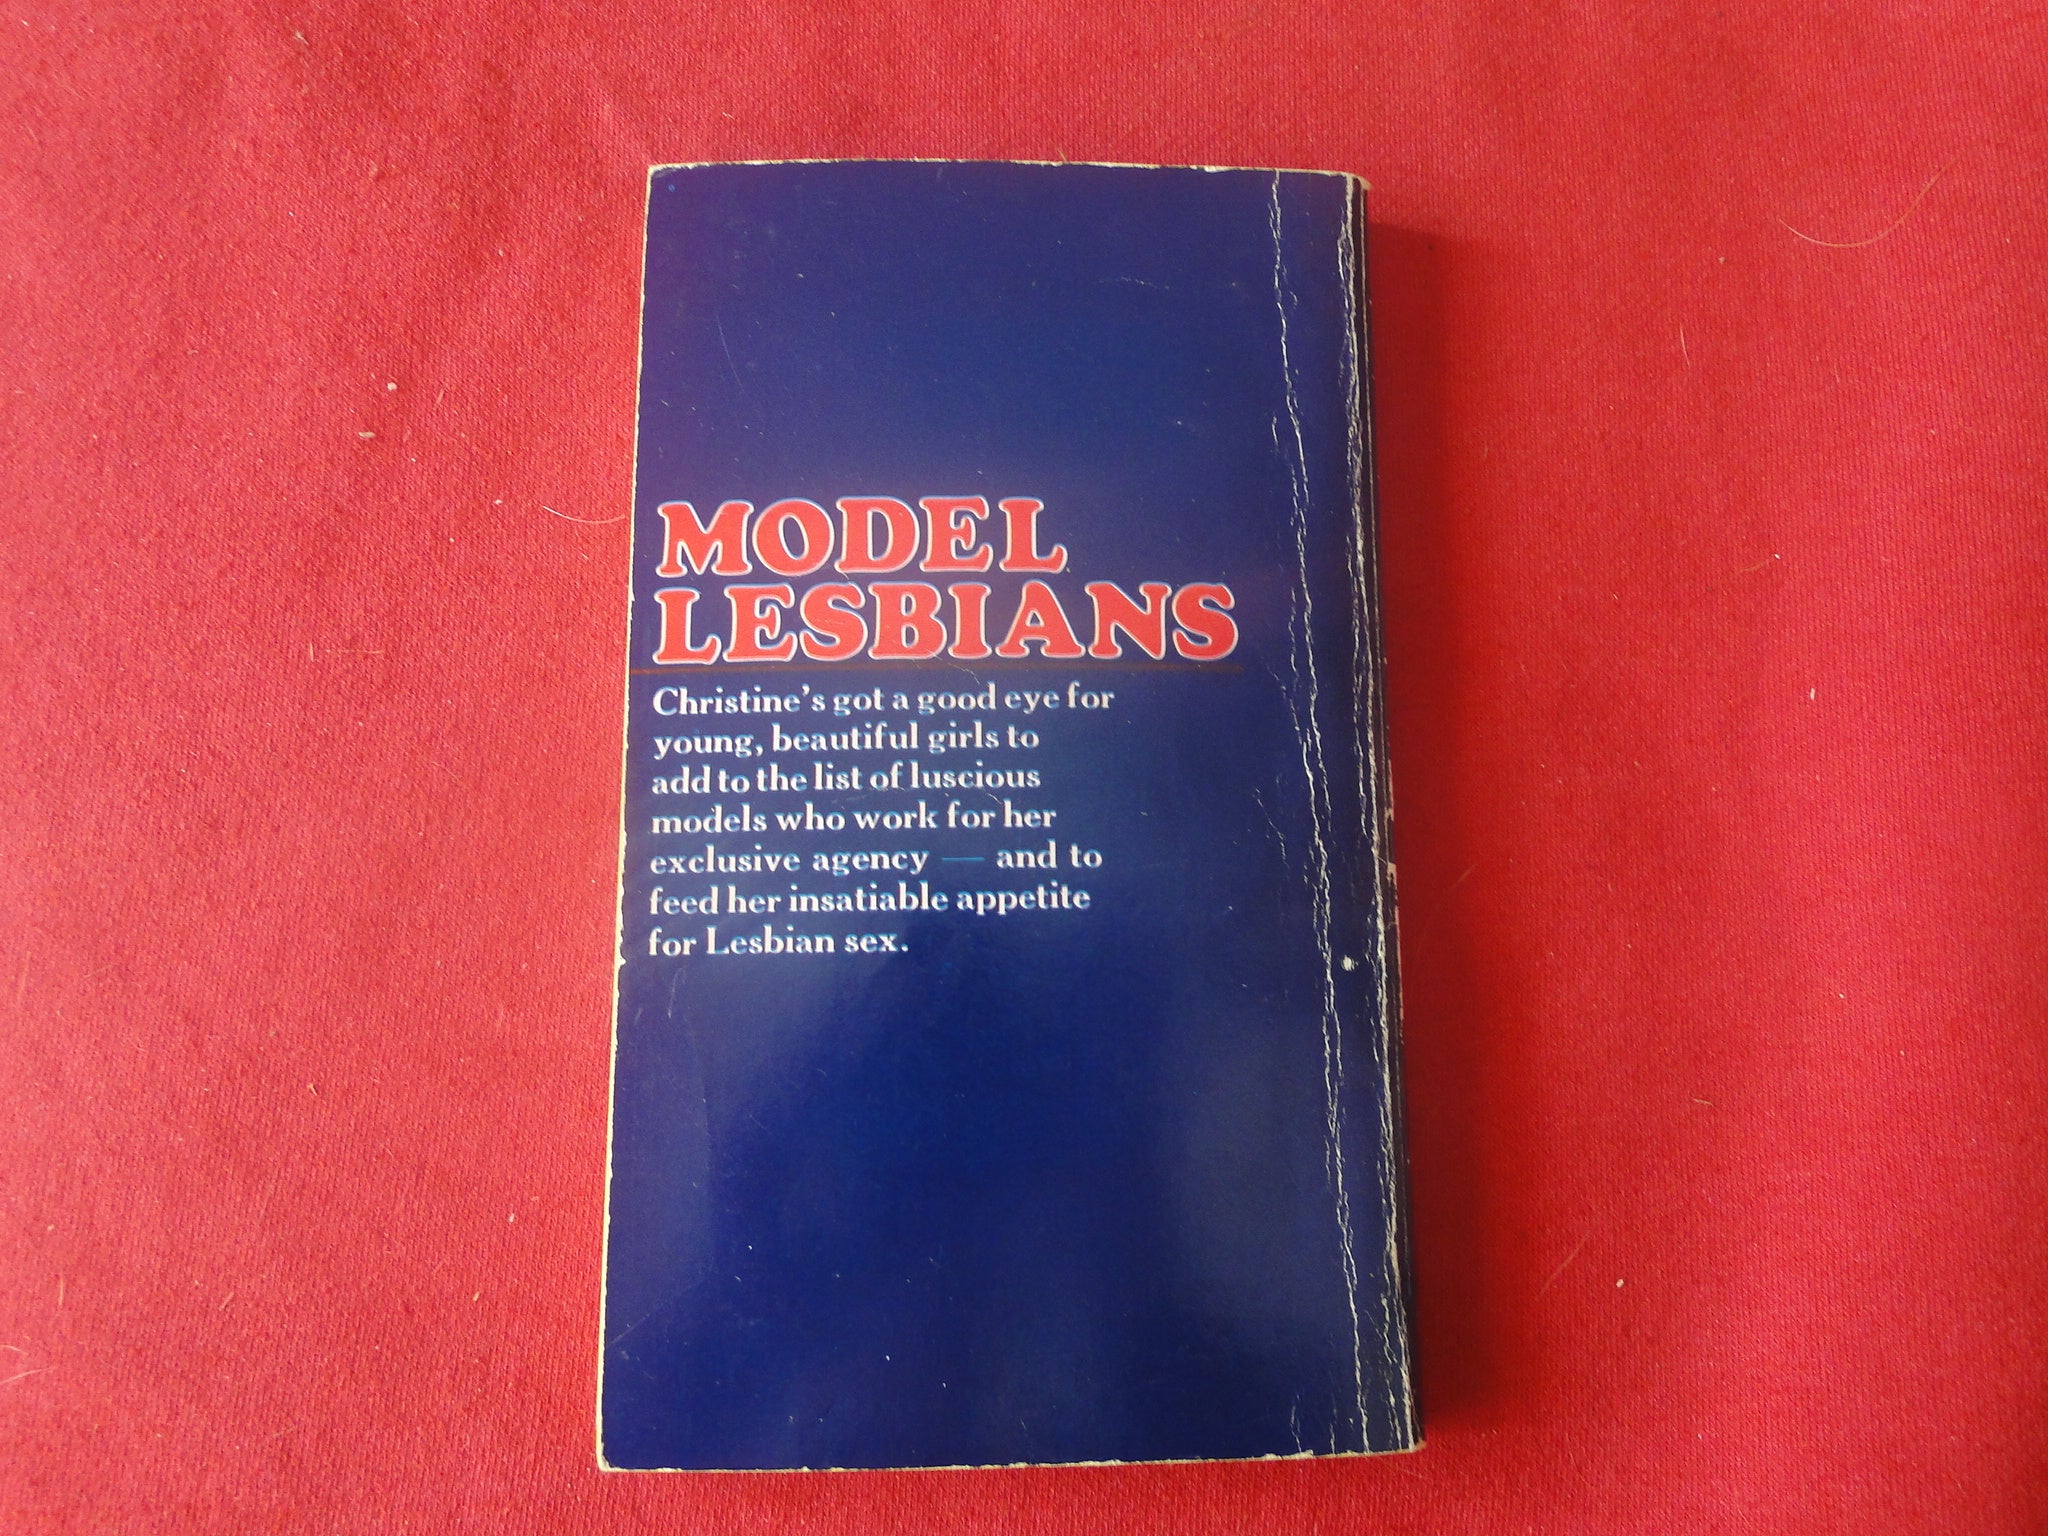 MODEL
LESBIANS
Christine's got a good eye for
young, beautiful girls to
add to the list of luscious
models who work for her
exclusive agency — and to
feed her insatiable appetite
for Lesbian sex.